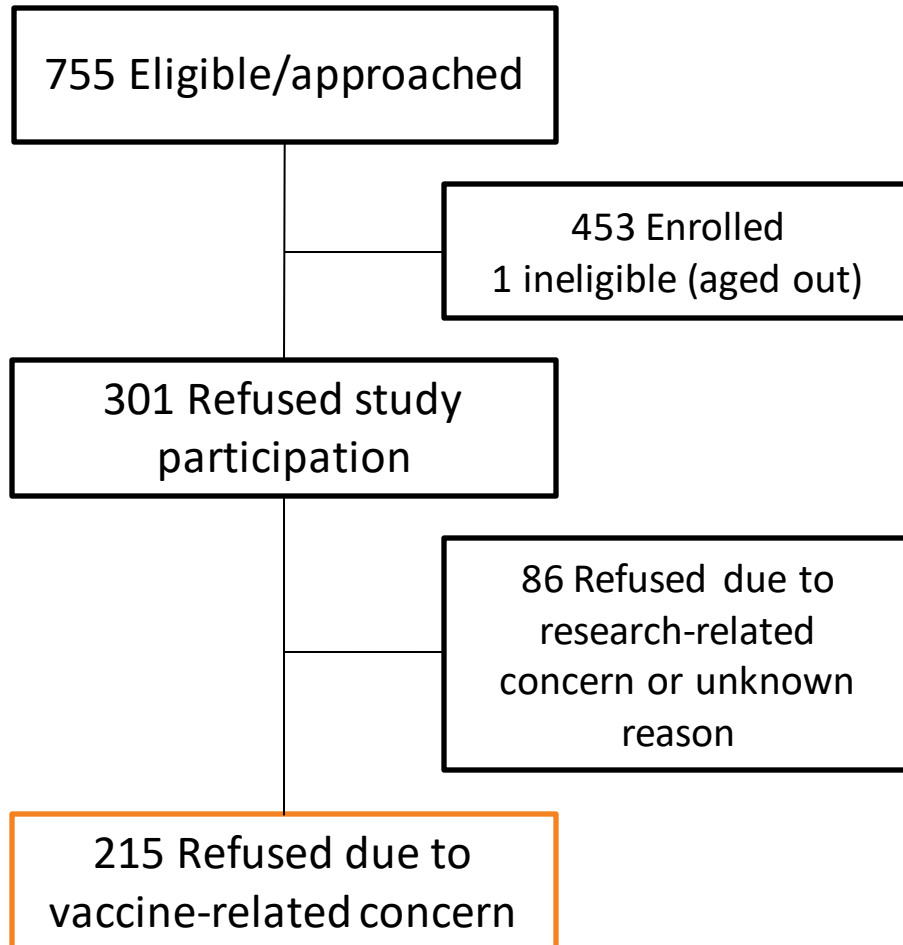 755 Eligible/approached
453 Enrolled
1 ineligible (aged out)
301 Refused study
participation
86 Refused due to
research-related
concern or unknown
reason
215 Refused due to
vaccine-related concern